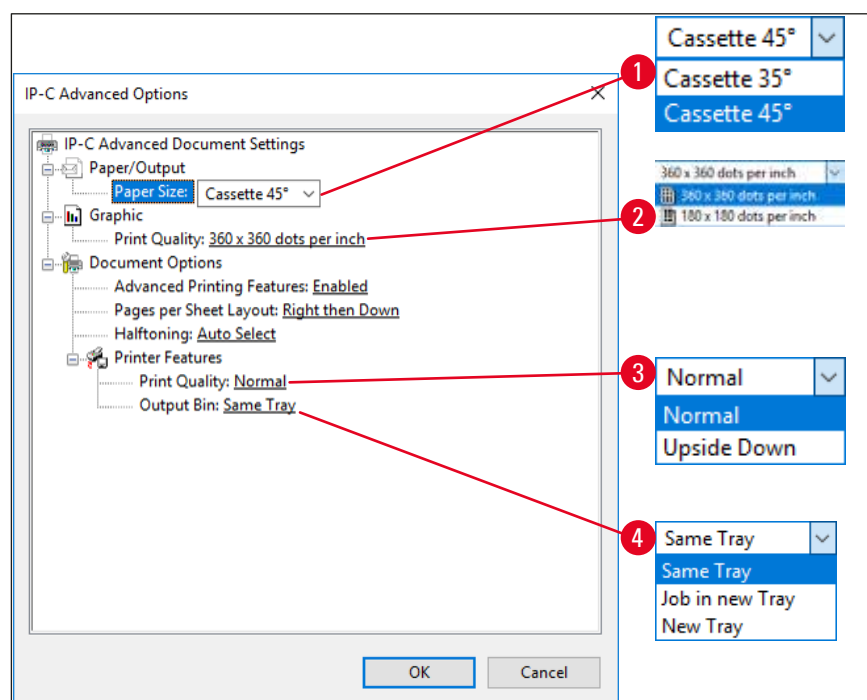 IP-C Advanced Options
IP-C Advanced Document Settings
Paper/Output
Paper Size: Cassette 45°
Graphic
Print Quality: 360 x 360 dots per inch
Document Options
Advanced Printing Features: Enabled
Pages per Sheet Layout: Right then Down
Halftoning: Auto Select
Printer Features
Print Quality: Normal
Output Bin: Same Tray
OK
Cancel
1
Cassette 45°
Cassette 35°
Cassette 45°
2
360 x 360 dots per inch
360 x 360 dots per inch
180 x 180 dots per inch
3
Normal
Normal
Upside Down
4
Same Tray
Same Tray
Job in new Tray
New Tray